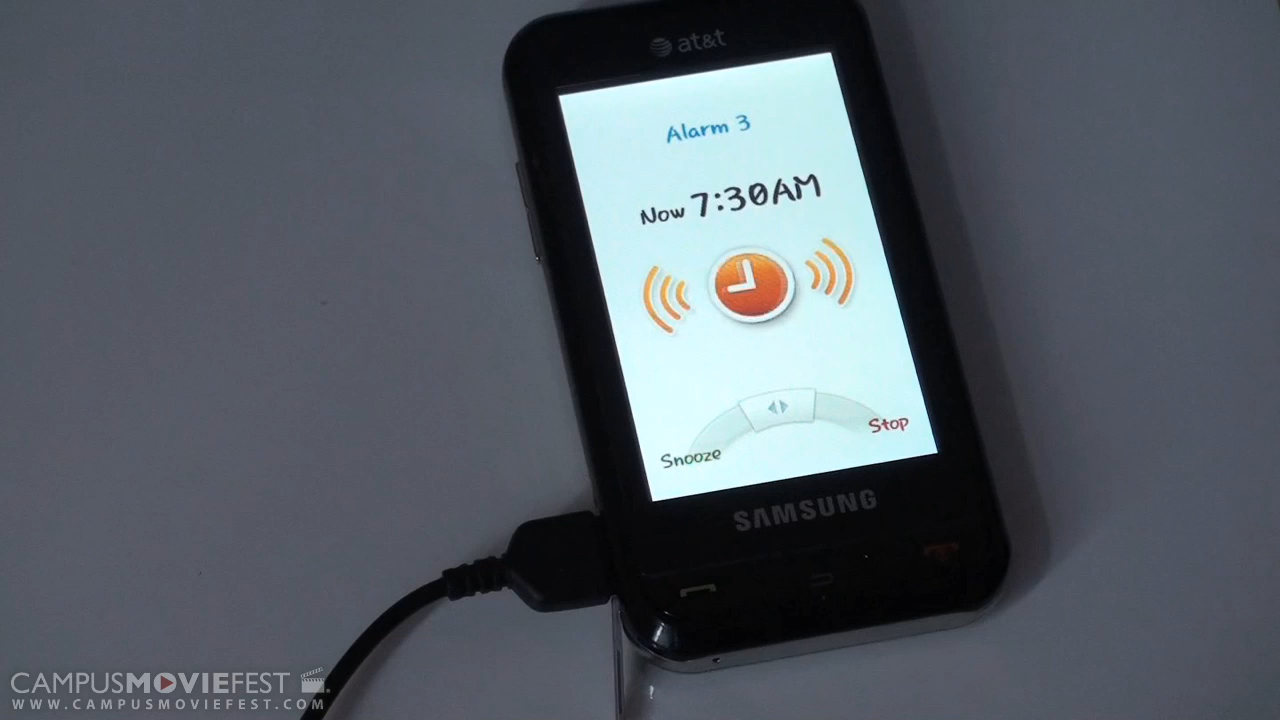 at&t
Alarm 3
Now 7:30AM
Stop
Snooze
SAMSUNG
CAMPUSMOVIEFEST
WWW.CAMPUSMOVIEFEST.COM